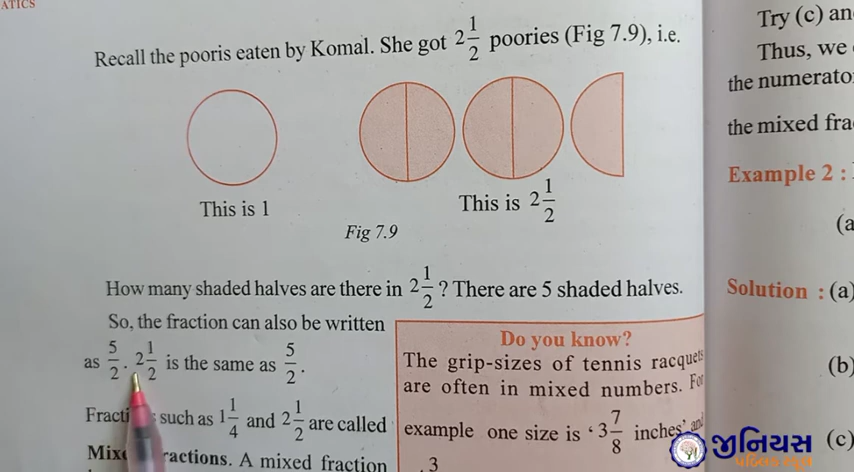 ATICS
Recall the pooris eaten by Komal. She got 2 1/2 poories (Fig 7.9), i.e.
This is 1
This is 2 1/2
Fig 7.9
How many shaded halves are there in 2 1/2 ? There are 5 shaded halves.
So, the fraction can also be written
as 5/2 . 2 1/2 is the same as 5/2 .
such as 1 1/4 and 2 1/2 are called
A mixed fraction
Do you know?
The grip-sizes of tennis racquets
are often in mixed numbers. For
example one size is ‘ 3 7/8 inches’ and
3
Try (c) an
Thus, we
the numerato
the mixed fra
Example 2 :
(a
Solution : (a)
(b)
(c)
જીનિયસ